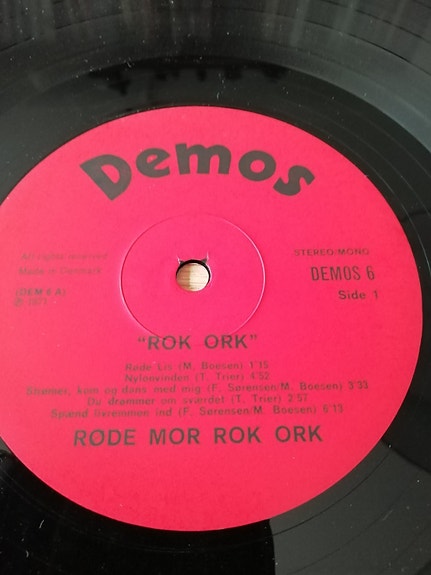 Demos
All rights reserved
Made in Denmark
(DEM 6 A)
STEREO/MONO
DEMOS 6
Side 1
"ROK ORK"
Røde Lis (M. Boesen) 1'15
Nylonvinden (T. Trier) 4'52
kom og dans med mig (F. Sørensen/M. Boesen) 3'33
Du drømmer om sværdet (T. Trier) 2'57
Spænd livremmen ind (F. Sørensen/M. Boesen) 6'13
RØDE MOR ROK ORK